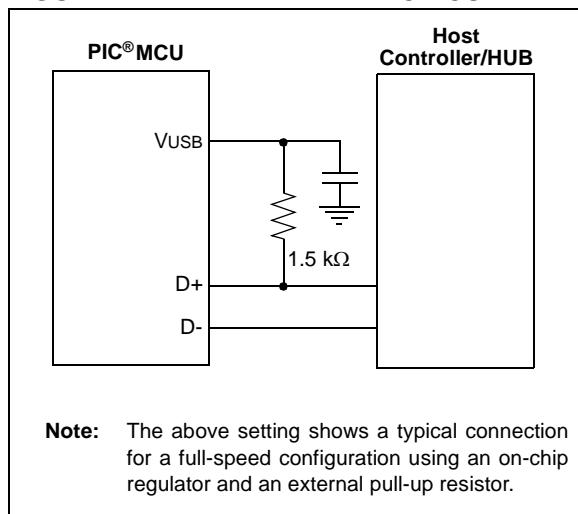 PIC®MCU
Host
Controller/HUB
VUSB
1.5 kΩ
D+
D-
Note: The above setting shows a typical connection
for a full-speed configuration using an on-chip
regulator and an external pull-up resistor.